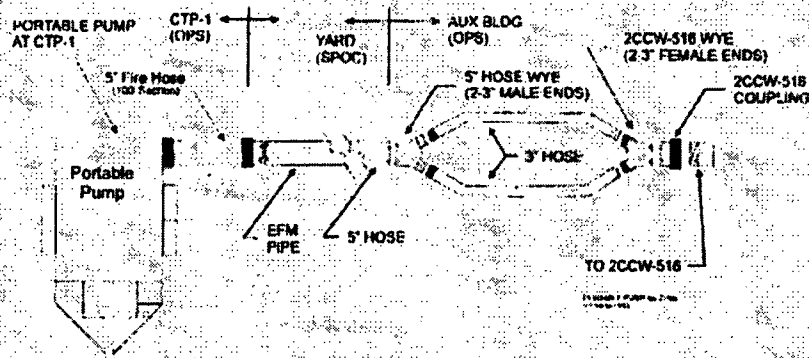 PORTABLE PUMP
AT CTP-1
CTP-1
(OPS)
YARD
(SPOC)
AUX BLDG
(OPS)
5" Fire Hose
(100 Section)
5" HOSE WYE
(2-3" MALE ENDS)
2CCW-516 WYE
(2-3" FEMALE ENDS)
2CCW-516
COUPLING
Portable
Pump
3" HOSE
EFM
PIPE
5" HOSE
TO 2CCW-516